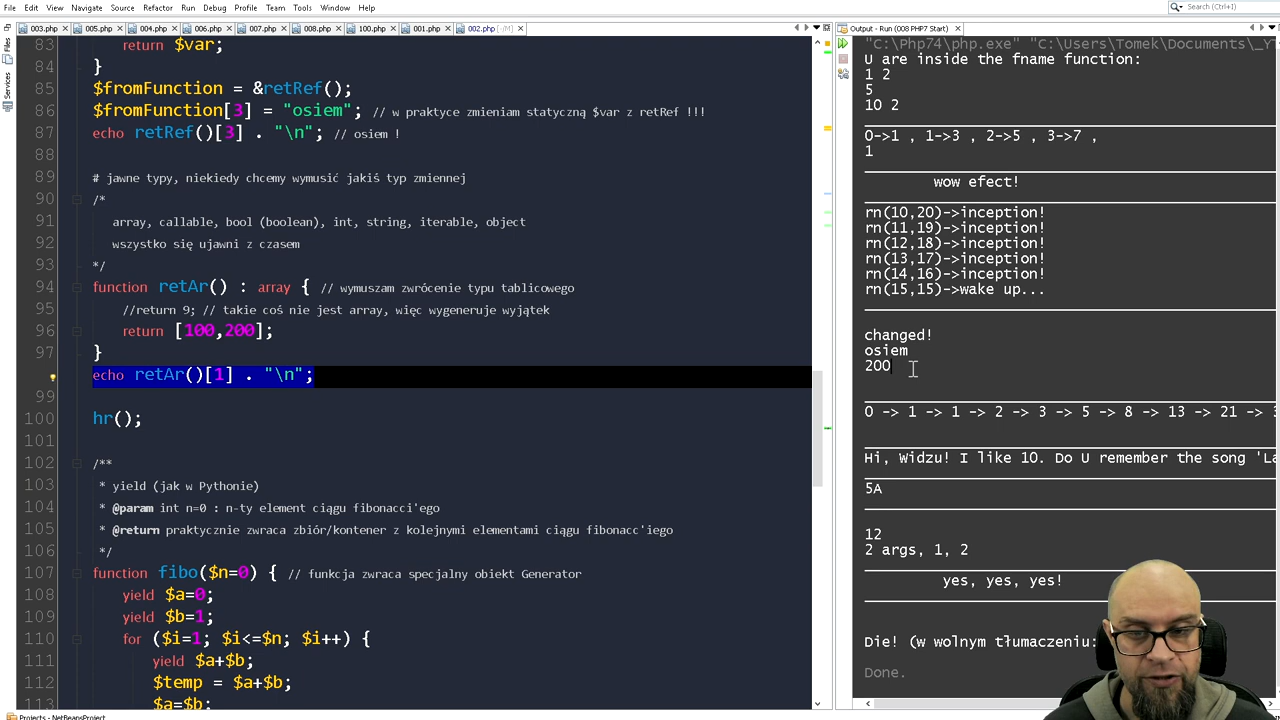 File Edit View Navigate Source Refactor Run Debug Profile Team Tools Window Help
Search (Ctrl+I)
003.php 005.php 004.php 006.php 007.php 008.php 100.php 001.php 002.php [-/M]
Output - Run (008 PHP7 Start)
Files
Services
83 return $var;
84 }
85 $fromFunction = &retRef();
86 $fromFunction[3] = "osiem"; // w praktyce zmieniam statyczną $var z retRef !!!
87 echo retRef()[3] . "\n"; // osiem !
88
89 # jawne typy, niekiedy chcemy wymusić jakiś typ zmiennej
90 /*
91 array, callable, bool (boolean), int, string, iterable, object
92 wszystko się ujawni z czasem
93 */
94 function retAr() : array { // wymuszam zwrócenie typu tablicowego
95 //return 9; // takie coś nie jest array, więc wygeneruje wyjątek
96 return [100,200];
97 }
echo retAr()[1] . "\n";
99
100 hr();
101
102 /**
103 * yield (jak w Pythonie)
104 * @param int n=0 : n-ty element ciągu fibonacci'ego
105 * @return praktycznie zwraca zbiór/kontener z kolejnymi elementami ciągu fibonacc'iego
106 */
107 function fibo($n=0) { // funkcja zwraca specjalny obiekt Generator
108 yield $a=0;
109 yield $b=1;
110 for ($i=1; $i<=$n; $i++) {
111 yield $a+$b;
112 $temp = $a+$b;
113 $a=$b;
"C:\Php74\php.exe" "C:\Users\Tomek\Documents\_YT
U are inside the fname function:
1 2
5
10 2
0->1 , 1->3 , 2->5 , 3->7 ,
1
wow efect!
rn(10,20)->inception!
rn(11,19)->inception!
rn(12,18)->inception!
rn(13,17)->inception!
rn(14,16)->inception!
rn(15,15)->wake up...
changed!
osiem
200
0 -> 1 -> 1 -> 2 -> 3 -> 5 -> 8 -> 13 -> 21 ->
Hi, Widzu! I like 10. Do U remember the song 'La
5A
12
2 args, 1, 2
yes, yes, yes!
Die! (w wolnym tłumaczeniu:
Done.
Projects - NetBeansProject